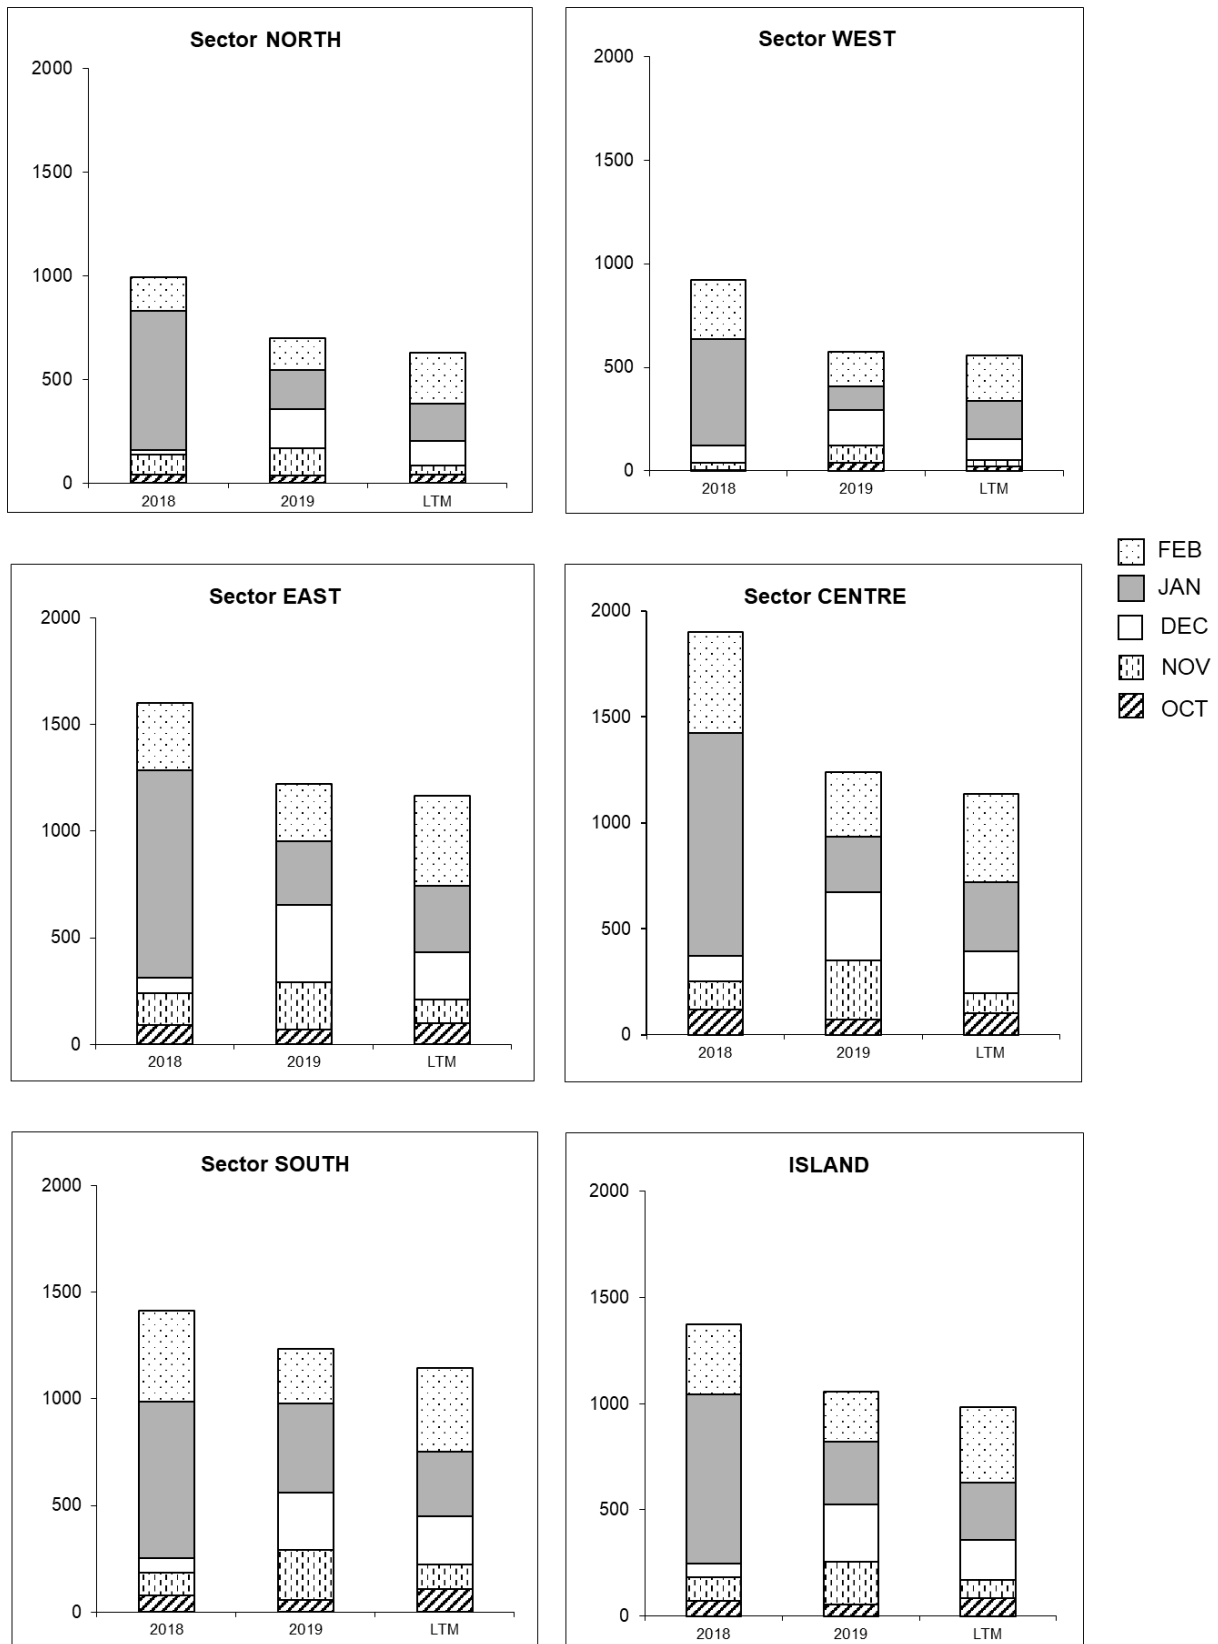 Sector NORTH
2000
1500
1000
500
0
2018 2019 LTM
Sector WEST
2000
1500
1000
500
0
2018 2019 LTM
FEB
JAN
DEC
NOV
OCT
Sector EAST
2000
1500
1000
500
0
2018 2019 LTM
Sector CENTRE
2000
1500
1000
500
0
2018 2019 LTM
Sector SOUTH
2000
1500
1000
500
0
2018 2019 LTM
ISLAND
2000
1500
1000
500
0
2018 2019 LTM